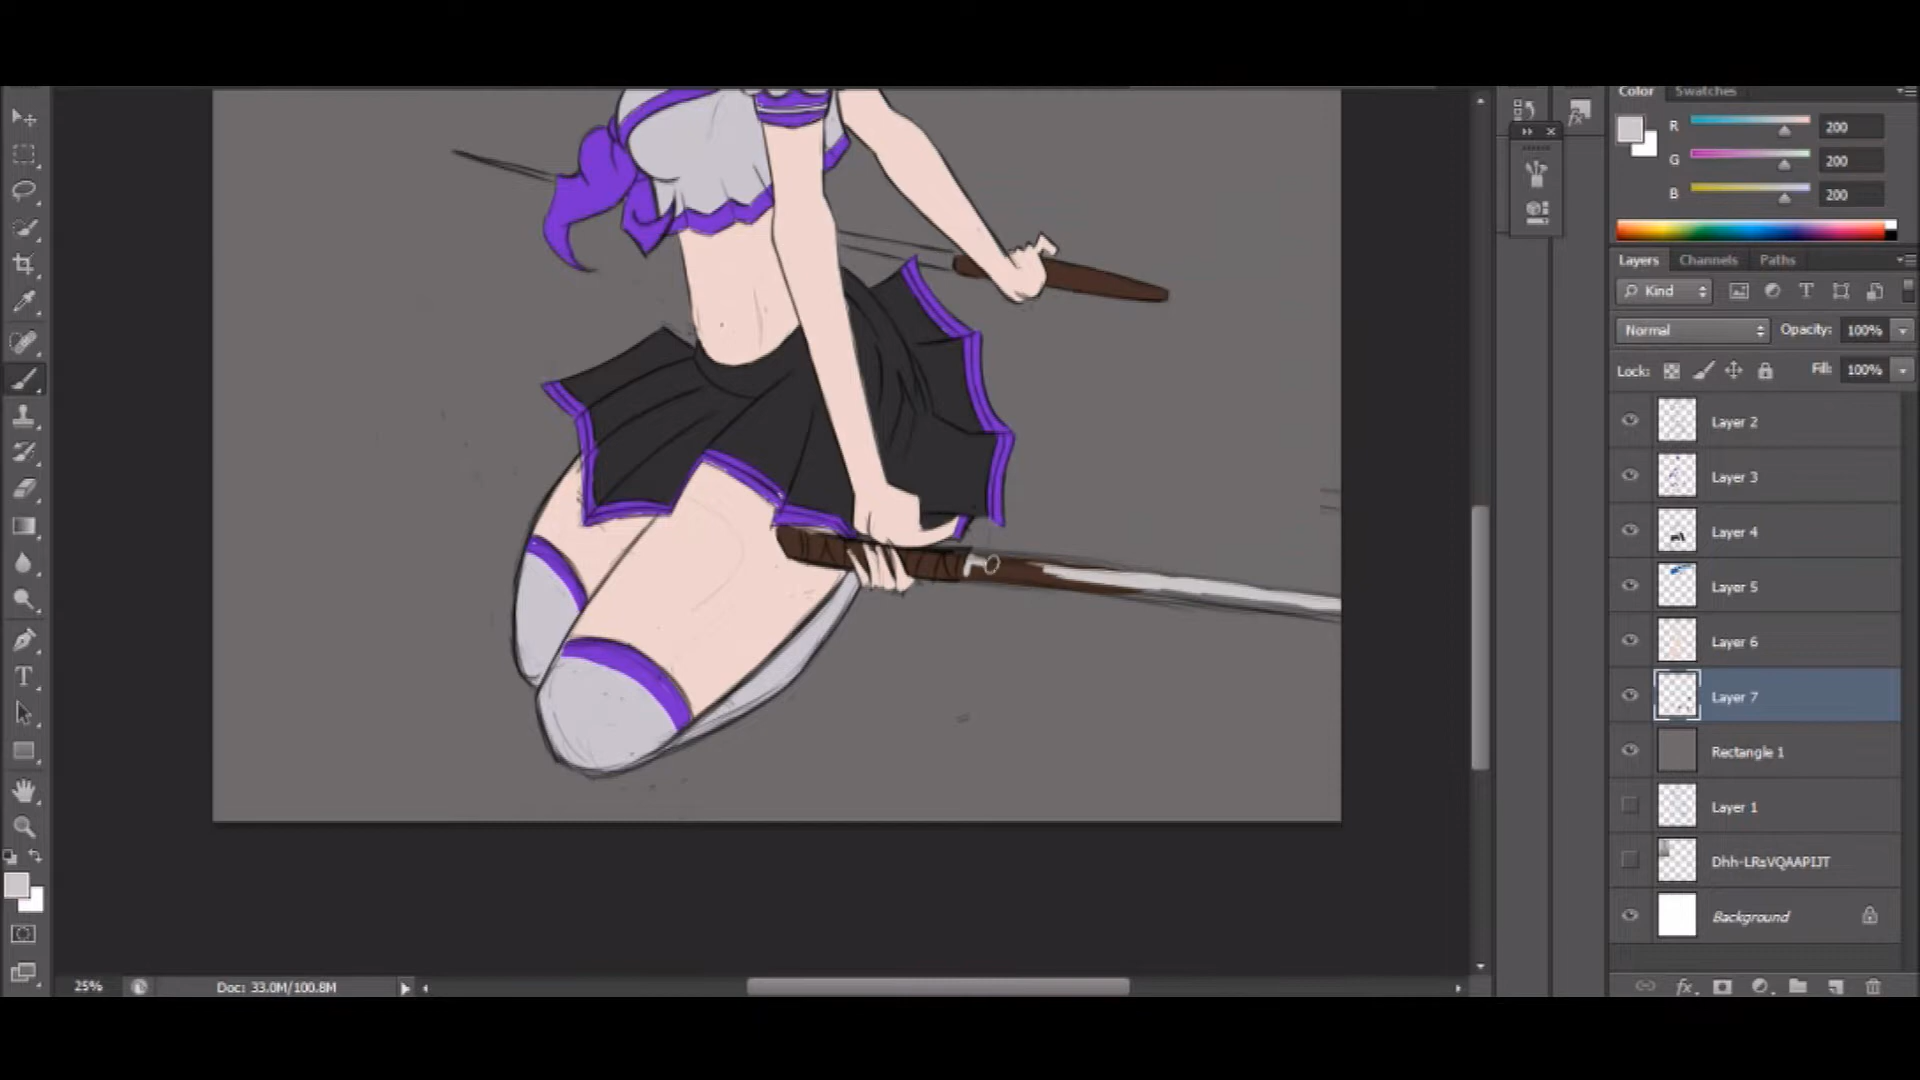 Color Swatches
R 200
G 200
B 200
Layers Channels Paths
Kind
Normal Opacity: 100%
Lock: Fill: 100%
Layer 2
Layer 3
Layer 4
Layer 5
Layer 6
Layer 7
Rectangle 1
Layer 1
Dhh-LRsVQAAPIJT
Background
25% Doc: 33.0M/100.8M